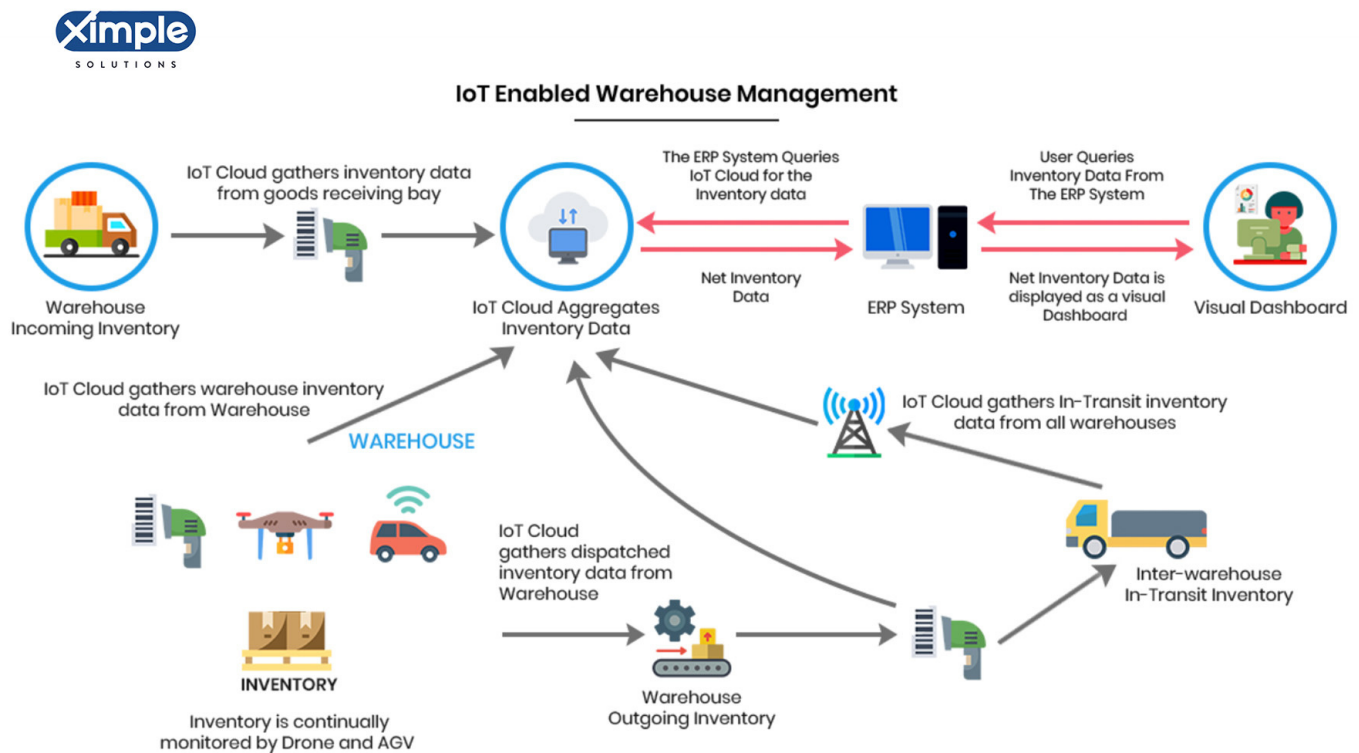 Ximple
SOLUTIONS
IoT Enabled Warehouse Management
IoT Cloud gathers inventory data
from goods receiving bay
The ERP System Queries
IoT Cloud for the
Inventory data
User Queries
Inventory Data From
The ERP System
Warehouse
Incoming Inventory
IoT Cloud Aggregates
Inventory Data
Net Inventory
Data
ERP System
Net Inventory Data is
displayed as a visual
Dashboard
Visual Dashboard
IoT Cloud gathers warehouse inventory
data from Warehouse
WAREHOUSE
IoT Cloud gathers In-Transit inventory
data from all warehouses
IoT Cloud
gathers dispatched
inventory data from
Warehouse
Inter-warehouse
In-Transit Inventory
INVENTORY
Warehouse
Outgoing Inventory
Inventory is continually
monitored by Drone and AGV